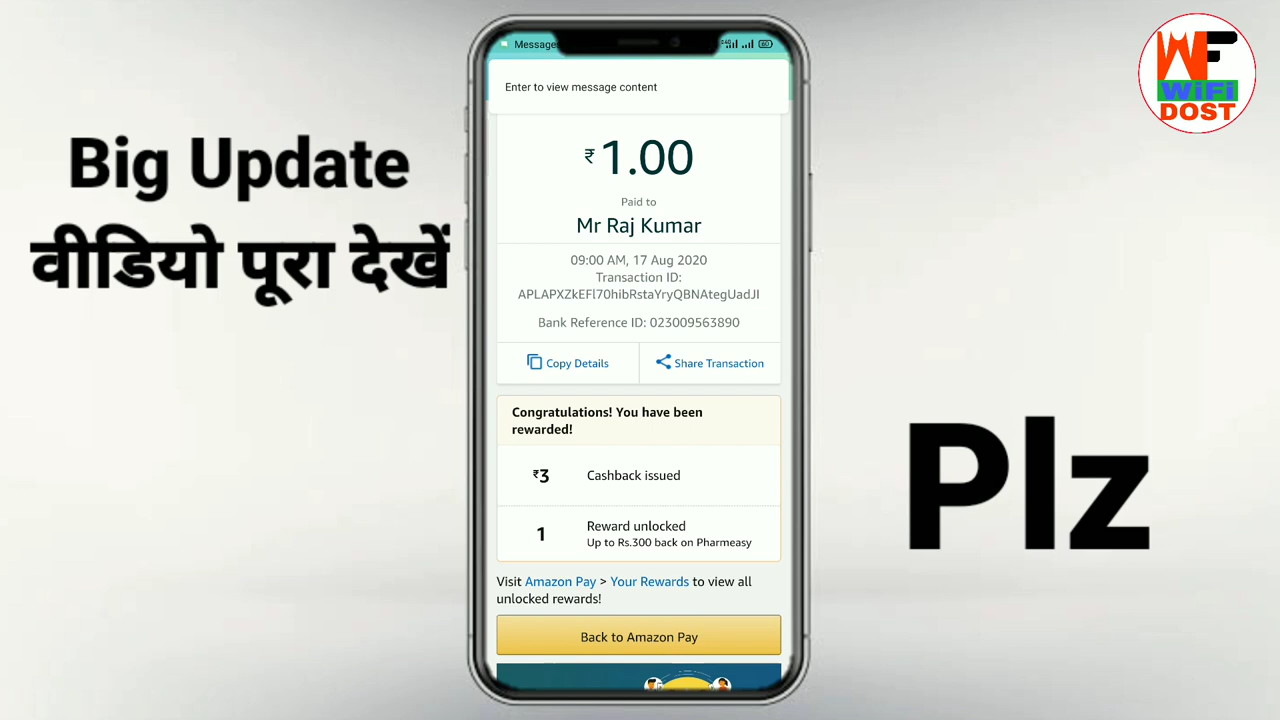 Big Update
वीडियो पूरा देखें
Message
60
Enter to view message content
₹1.00
Paid to
Mr Raj Kumar
09:00 AM, 17 Aug 2020
Transaction ID:
APLAPXZkEFl70hibRstaYryQBNAtegUadJI
Bank Reference ID: 023009563890
Copy Details
Share Transaction
Congratulations! You have been
rewarded!
₹3 Cashback issued
1 Reward unlocked
Up to Rs.300 back on Pharmeasy
Visit Amazon Pay > Your Rewards to view all
unlocked rewards!
Back to Amazon Pay
WF
WiFi
DOST
Plz